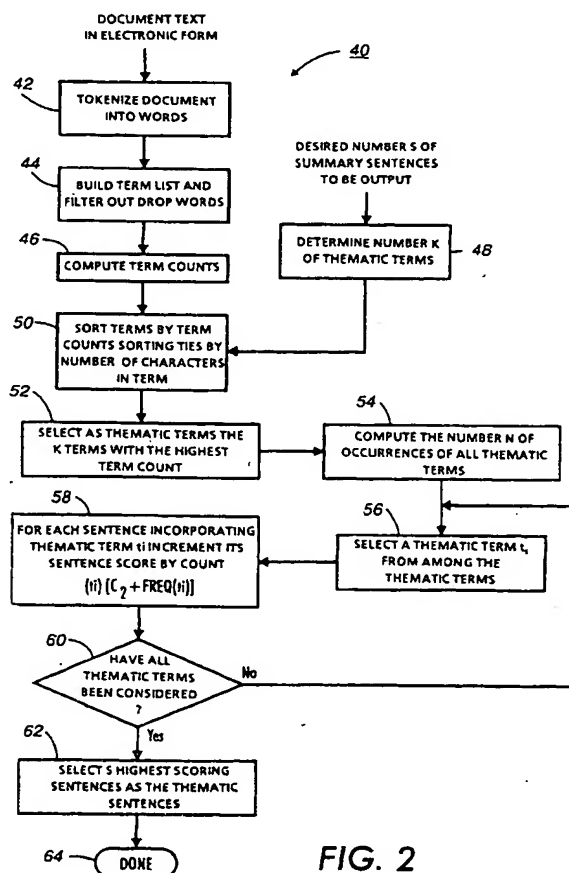 DOCUMENT TEXT
IN ELECTRONIC FORM
40
42
TOKENIZE DOCUMENT
INTO WORDS
DESIRED NUMBER S OF
SUMMARY SENTENCES
TO BE OUTPUT
44
BUILD TERM LIST AND
FILTER OUT DROP WORDS
46
COMPUTE TERM COUNTS
DETERMINE NUMBER K
OF THEMATIC TERMS
48
50
SORT TERMS BY TERM
COUNTS SORTING TIES BY
NUMBER OF CHARACTERS
IN TERM
52
SELECT AS THEMATIC TERMS THE
K TERMS WITH THE HIGHEST
TERM COUNT
54
COMPUTE THE NUMBER N OF
OCCURRENCES OF ALL THEMATIC
TERMS
58
FOR EACH SENTENCE INCORPORATING
THEMATIC TERM ti INCREMENT ITS
SENTENCE SCORE BY COUNT
(ti) [C2 + FREQ(ti)]
56
SELECT A THEMATIC TERM ti
FROM AMONG THE
THEMATIC TERMS
60
HAVE ALL
THEMATIC TERMS
BEEN CONSIDERED
?
No
Yes
62
SELECT S HIGHEST SCORING
SENTENCES AS THE THEMATIC
SENTENCES
64
DONE
FIG. 2